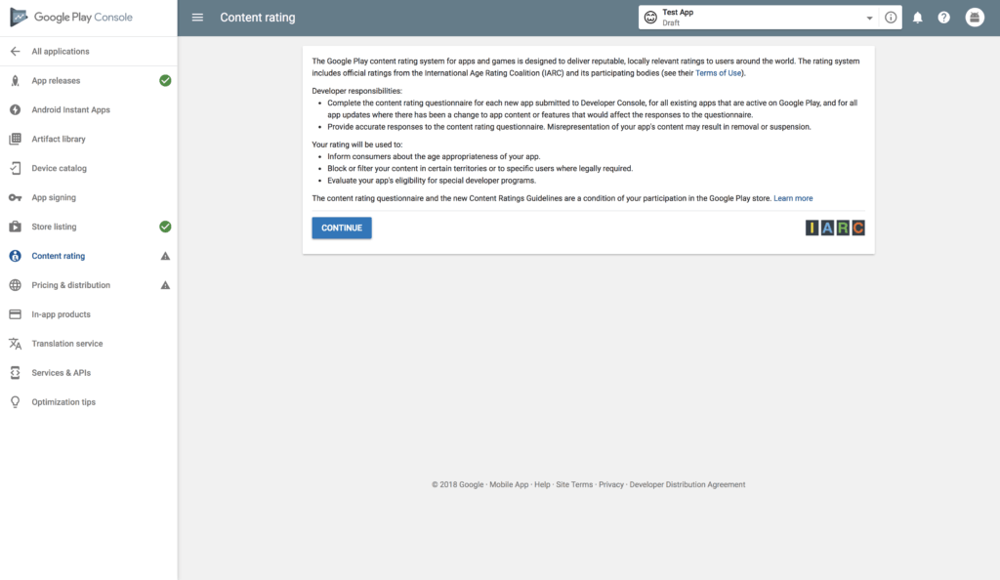 Google Play Console
Content rating
Test App
Draft
All applications
App releases
Android Instant Apps
Artifact library
Device catalog
App signing
Store listing
Content rating
Pricing & distribution
In-app products
Translation service
Services & APIs
Optimization tips
The Google Play content rating system for apps and games is designed to deliver reputable, locally relevant ratings to users around the world. The rating system
includes official ratings from the International Age Rating Coalition (IARC) and its participating bodies (see their Terms of Use).
Developer responsibilities:
• Complete the content rating questionnaire for each new app submitted to Developer Console, for all existing apps that are active on Google Play, and for all
app updates where there has been a change to app content or features that would affect the responses to the questionnaire.
• Provide accurate responses to the content rating questionnaire. Misrepresentation of your app's content may result in removal or suspension.
Your rating will be used to:
• Inform consumers about the age appropriateness of your app.
• Block or filter your content in certain territories or to specific users where legally required.
• Evaluate your app's eligibility for special developer programs.
The content rating questionnaire and the new Content Ratings Guidelines are a condition of your participation in the Google Play store. Learn more
CONTINUE
IARC
© 2018 Google · Mobile App · Help · Site Terms · Privacy · Developer Distribution Agreement